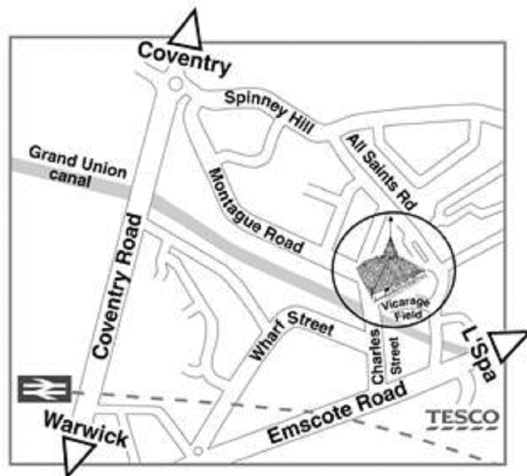 Coventry
Spinney Hill
All Saints Rd
Grand Union
canal
Montague Road
Coventry Road
Vicarage
Field
Wharf Street
Charles
Street
L'Spa
Emscote Road
TESCO
Warwick